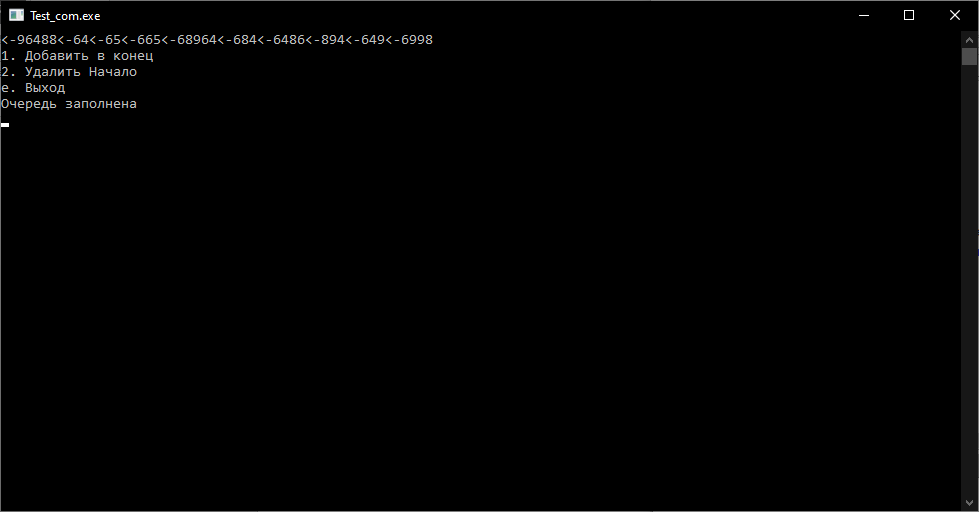 Test_com.exe
<-96488<-64<-65<-665<-68964<-684<-6486<-894<-649<-6998
1. Добавить в конец
2. Удалить Начало
е. Выход
Очередь заполнена